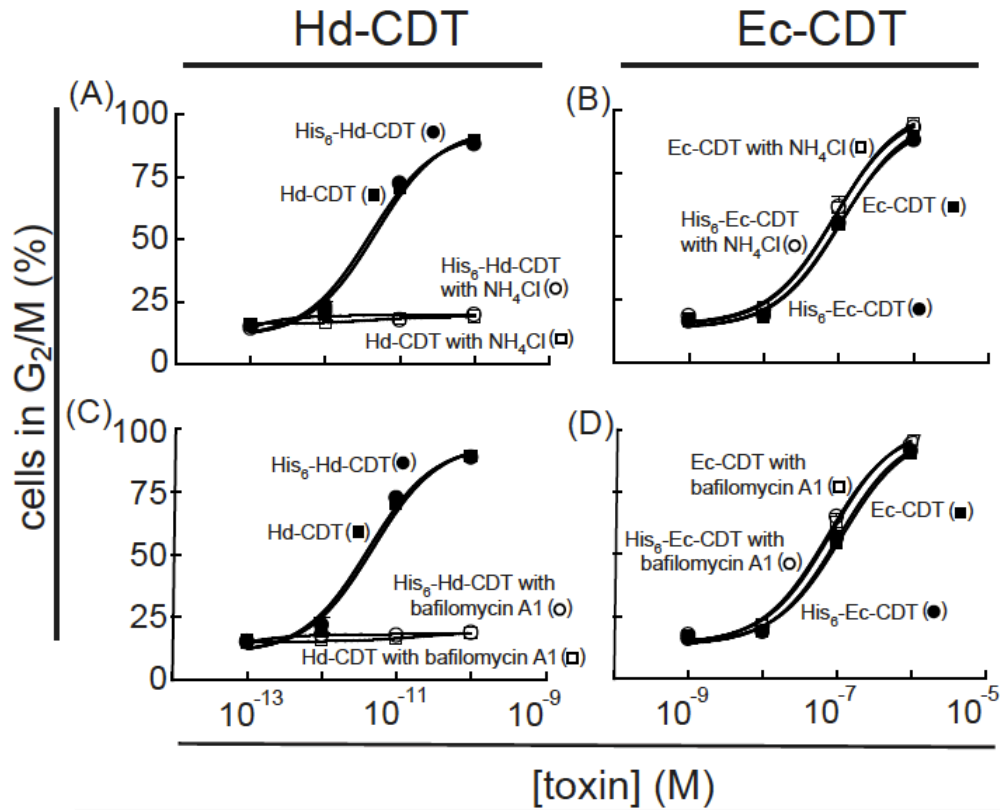 Hd-CDT
Ec-CDT
cells in G₂/M (%)
(A)
100
75
50
25
0
His₆-Hd-CDT (●)
Hd-CDT (■)
His₆-Hd-CDT
with NH₄Cl (○)
Hd-CDT with NH₄Cl (□)
(B)
Ec-CDT with NH₄Cl (□)
His₆-Ec-CDT
with NH₄Cl (○)
Ec-CDT (■)
His₆-Ec-CDT (●)
(C)
100
75
50
25
0
His₆-Hd-CDT (●)
Hd-CDT (■)
His₆-Hd-CDT with
bafilomycin A1 (○)
Hd-CDT with bafilomycin A1 (□)
(D)
Ec-CDT with
bafilomycin A1 (□)
Ec-CDT (■)
His₆-Ec-CDT with
bafilomycin A1 (○)
His₆-Ec-CDT (●)
10⁻¹³ 10⁻¹¹ 10⁻⁹
10⁻⁹ 10⁻⁷ 10⁻⁵
[toxin] (M)